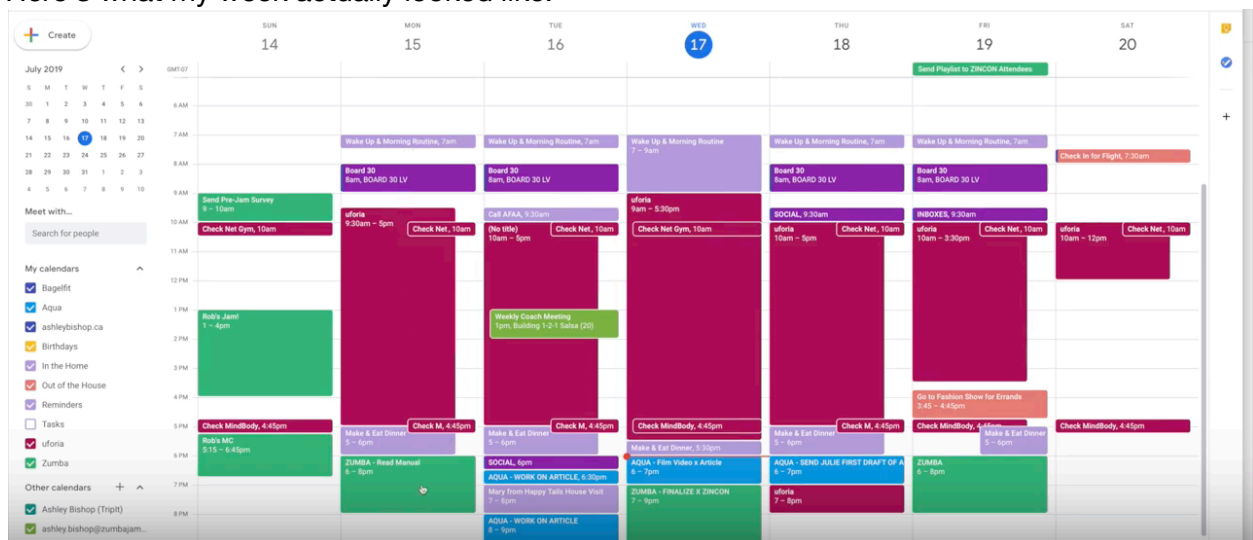 Here's what my week actually looked like.
Create
SUN MON TUE WED THU FRI SAT
14 15 16 17 18 19 20
July 2019
S M T W T F S
30 1 2 3 4 5 6
7 8 9 10 11 12 13
14 15 16 17 18 19 20
21 22 23 24 25 26 27
28 29 30 31 1 2 3
4 5 6 7 8 9 10
Meet with...
Search for people
My calendars
Bagelfit
Aqua
ashleybishop.ca
Birthdays
In the Home
Out of the House
Reminders
Tasks
uforia
Zumba
Other calendars
Ashley Bishop (TripIt)
ashley.bishop@zumbajam...
GMT-07
6 AM
7 AM
8 AM
9 AM
10 AM
11 AM
12 PM
1 PM
2 PM
3 PM
4 PM
5 PM
6 PM
7 PM
8 PM
Send Pre-Jam Survey
9 – 10am
Check Net Gym, 10am
Rob's Jam!
1 – 4pm
Check MindBody, 4:45pm
Rob's MC
5:15 – 6:45pm
Wake Up & Morning Routine, 7am
Board 30
8am, BOARD 30 LV
uforia
9:30am – 5pm
Check Net, 10am
Check M, 4:45pm
Make & Eat Dinner
5 – 6pm
ZUMBA - Read Manual
6 – 8pm
Wake Up & Morning Routine, 7am
Board 30
8am, BOARD 30 LV
Call AFAA, 9:30am
(No title)
10am – 5pm
Check Net, 10am
Weekly Coach Meeting
1pm, Building 1-2-1 Salsa (20)
Check M, 4:45pm
Make & Eat Dinner
5 – 6pm
SOCIAL, 6pm
AQUA - WORK ON ARTICLE, 6:30pm
Mary from Happy Tails House Visit
7 – 8pm
AQUA - WORK ON ARTICLE
8 – 9pm
Wake Up & Morning Routine
7 – 9am
uforia
9am – 5:30pm
Check Net Gym, 10am
Check MindBody, 4:45pm
Make & Eat Dinner, 5:30pm
AQUA - Film Video x Article
6 – 7pm
ZUMBA - FINALIZE X ZINCON
7 – 9pm
Wake Up & Morning Routine, 7am
Board 30
8am, BOARD 30 LV
SOCIAL, 9:30am
uforia
10am – 5pm
Check Net, 10am
Check M, 4:45pm
Make & Eat Dinner
5 – 6pm
AQUA - SEND JULIE FIRST DRAFT OF A
6 – 7pm
uforia
7 – 8pm
Send Playlist to ZINCON Attendees
Wake Up & Morning Routine, 7am
Board 30
8am, BOARD 30 LV
INBOXES, 9:30am
uforia
10am – 3:30pm
Check Net, 10am
Go to Fashion Show for Errands
3:45 – 4:45pm
Check MindBody, 4:45pm
Make & Eat Dinner
5 – 6pm
ZUMBA
6 – 8pm
Check In for Flight, 7:30am
uforia
10am – 12pm
Check Net, 10am
Check MindBody, 4:45pm